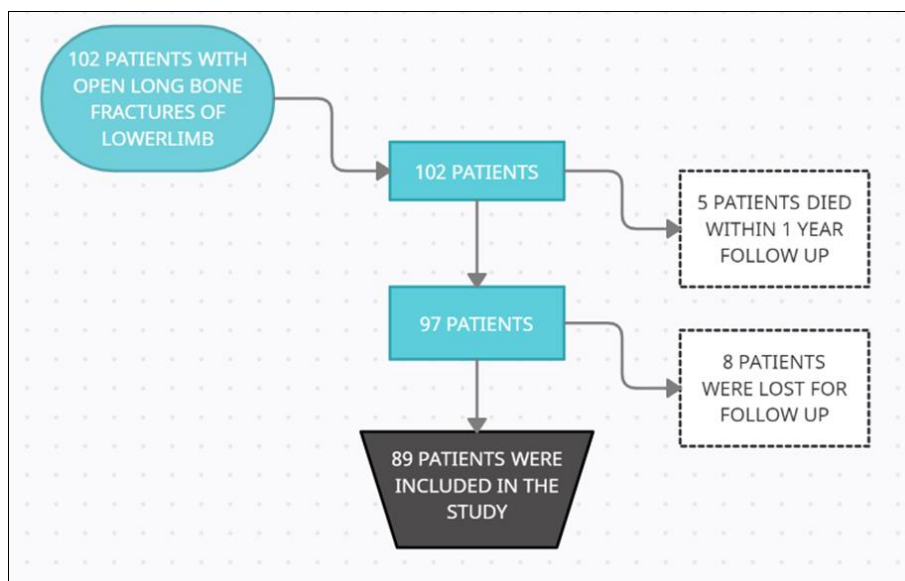 102 PATIENTS WITH
OPEN LONG BONE
FRACTURES OF
LOWERLIMB
102 PATIENTS
5 PATIENTS DIED
WITHIN 1 YEAR
FOLLOW UP
97 PATIENTS
8 PATIENTS
WERE LOST FOR
FOLLOW UP
89 PATIENTS WERE
INCLUDED IN THE
STUDY